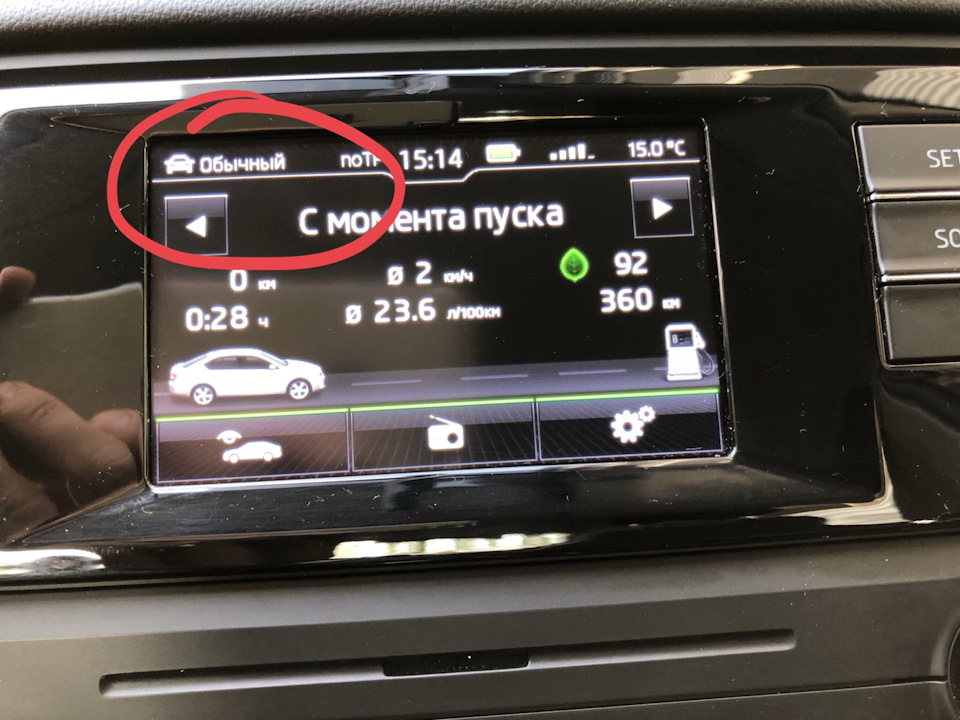 Обычный 15:14 15.0 °C
С момента пуска
0 км Ø 2 км/ч 92
0:28 ч Ø 23.6 л/100км 360 км